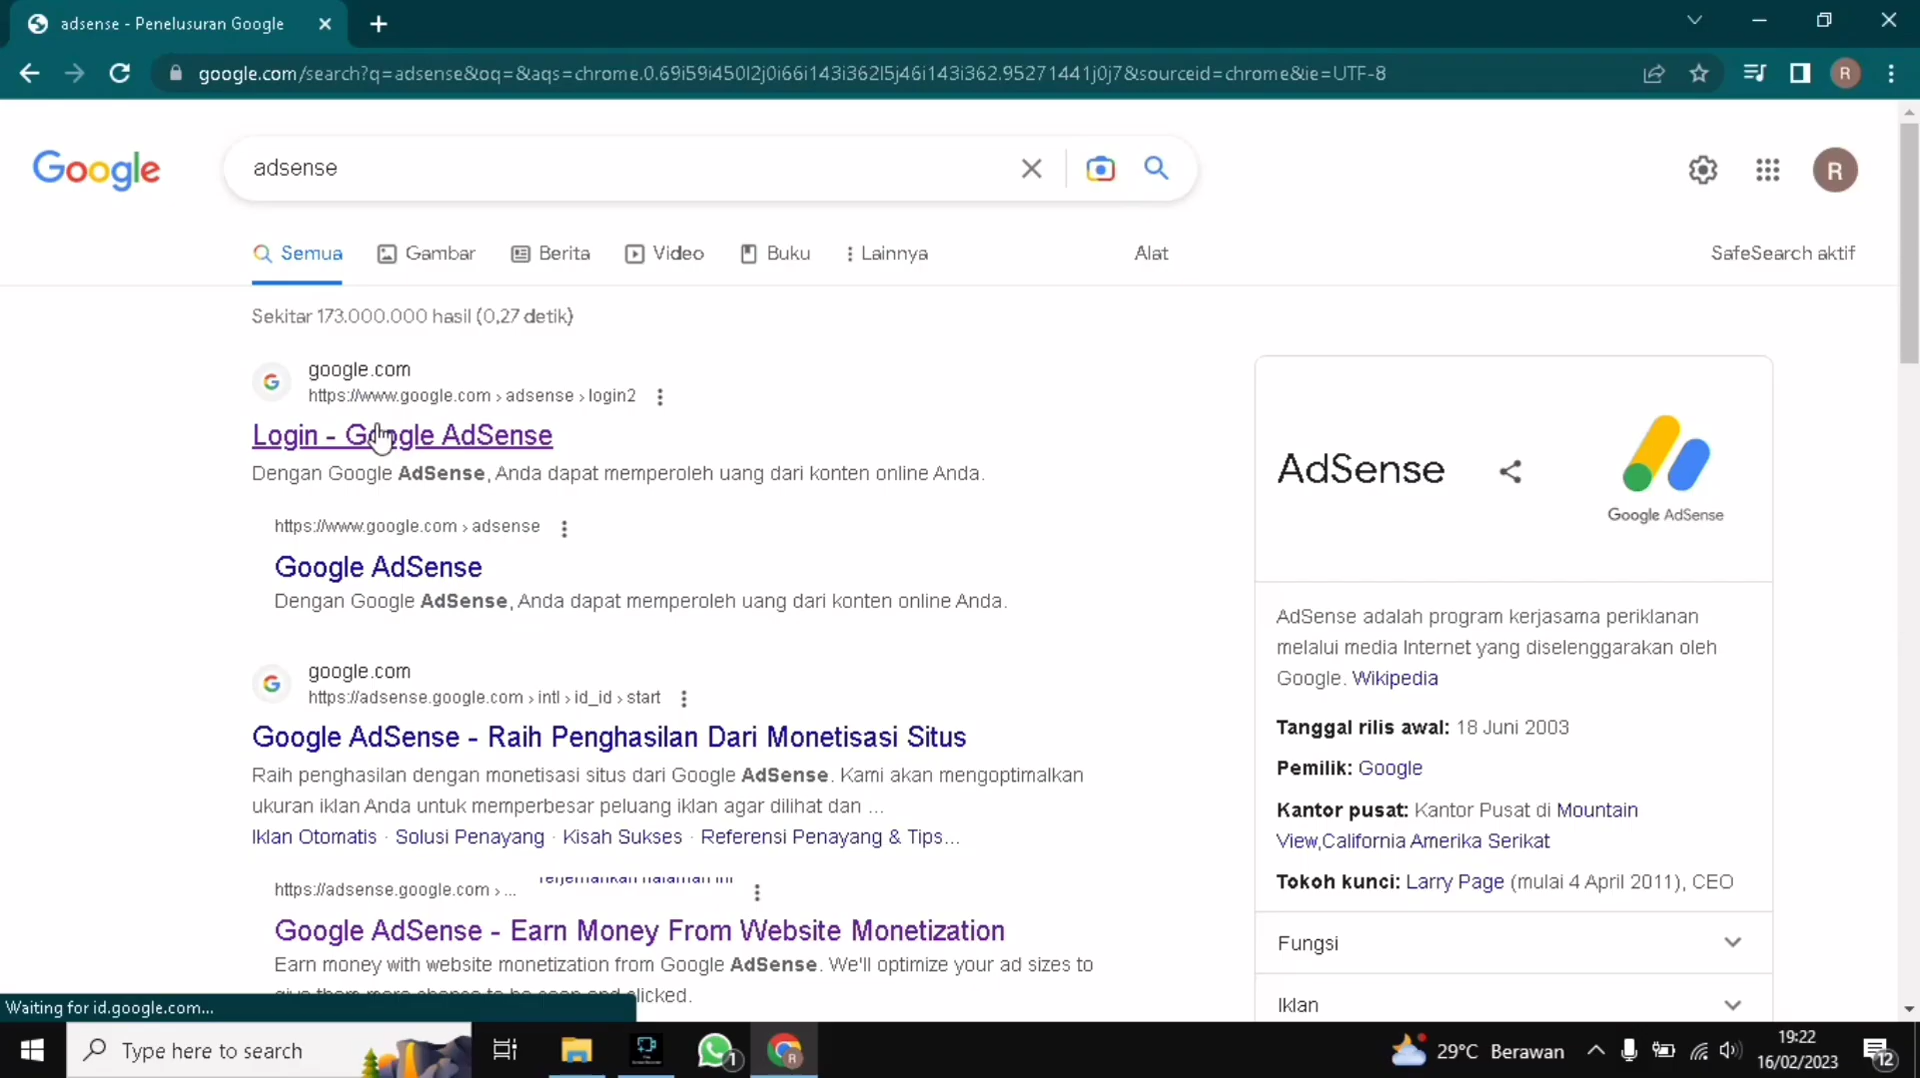 adsense - Penelusuran Google
google.com/search?q=adsense&oq=&aqs=chrome.0.69i59i450l2j0i66i143i362l5j46i143i362.95271441j0j7&sourceid=chrome&ie=UTF-8
R
Google
adsense
R
Semua
Gambar
Berita
Video
Buku
Lainnya
Alat
SafeSearch aktif
Sekitar 173.000.000 hasil (0,27 detik)
google.com
https://www.google.com › adsense › login2
Login - Google AdSense
Dengan Google AdSense, Anda dapat memperoleh uang dari konten online Anda.
https://www.google.com › adsense
Google AdSense
Dengan Google AdSense, Anda dapat memperoleh uang dari konten online Anda.
google.com
https://adsense.google.com › intl › id_id › start
Google AdSense - Raih Penghasilan Dari Monetisasi Situs
Raih penghasilan dengan monetisasi situs dari Google AdSense. Kami akan mengoptimalkan
ukuran iklan Anda untuk memperbesar peluang iklan agar dilihat dan ...
Iklan Otomatis · Solusi Penayang · Kisah Sukses · Referensi Penayang & Tips...
https://adsense.google.com › ...
Google AdSense - Earn Money From Website Monetization
Earn money with website monetization from Google AdSense. We'll optimize your ad sizes to
clicked.
AdSense
Google AdSense
AdSense adalah program kerjasama periklanan
melalui media Internet yang diselenggarakan oleh
Google. Wikipedia
Tanggal rilis awal: 18 Juni 2003
Pemilik: Google
Kantor pusat: Kantor Pusat di Mountain
View,California Amerika Serikat
Tokoh kunci: Larry Page (mulai 4 April 2011), CEO
Fungsi
Iklan
Waiting for id.google.com...
Type here to search
1
R
29°C Berawan
19:22
16/02/2023
12